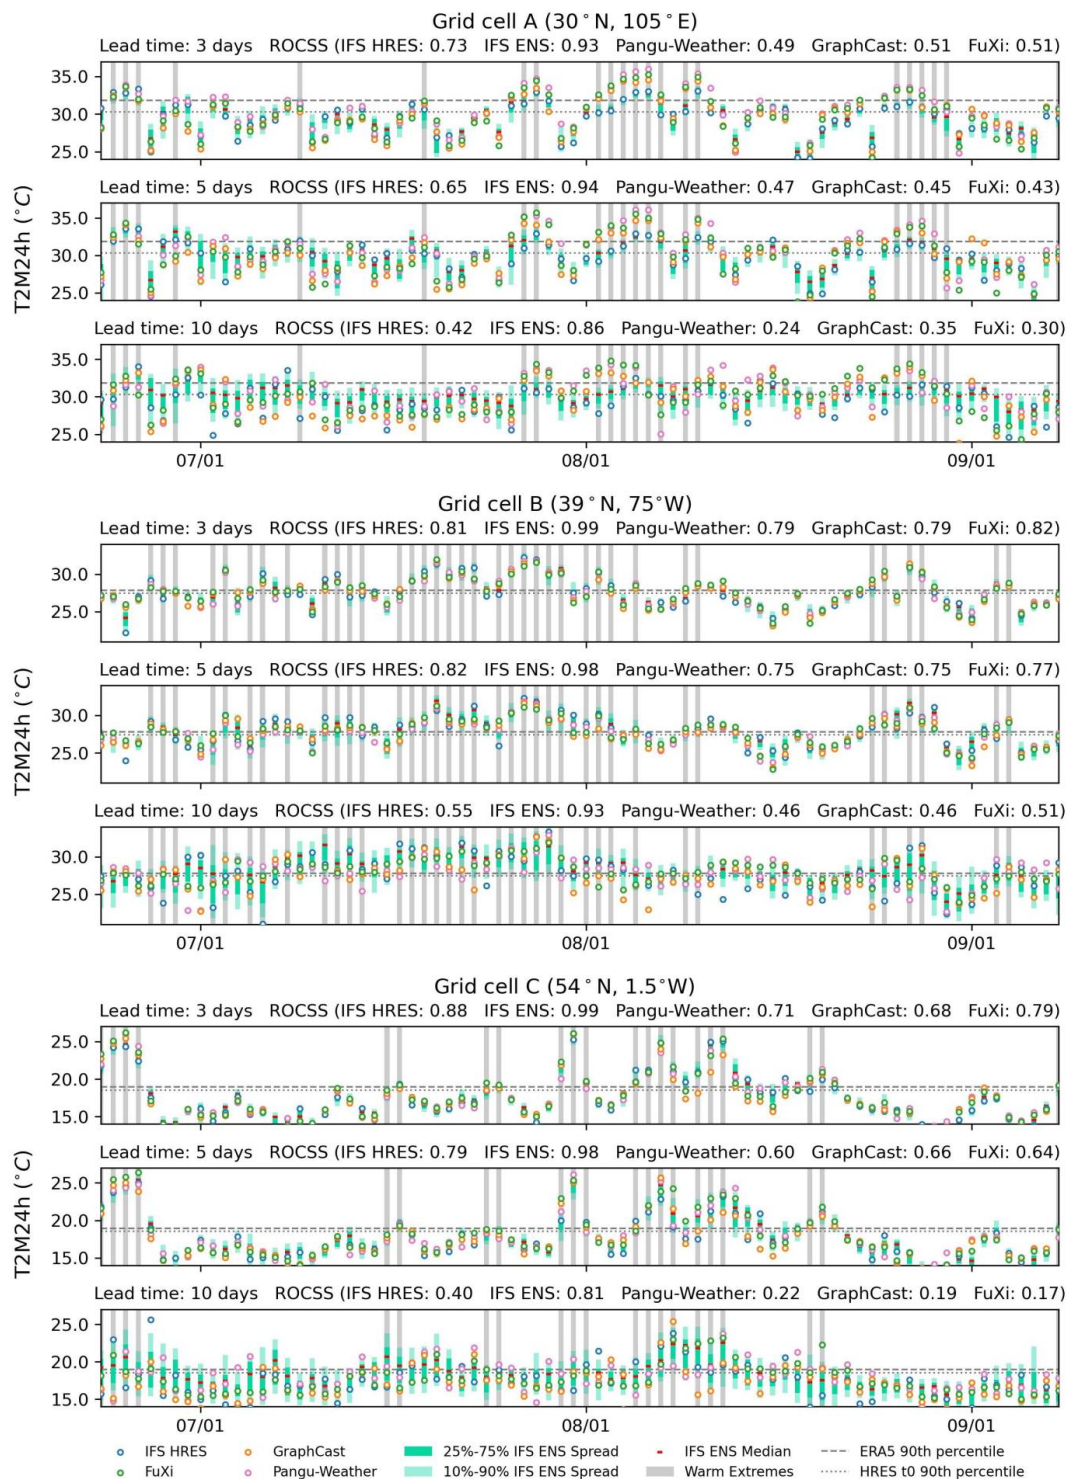 Grid cell A (30°N, 105°E)
Lead time: 3 days ROCSS (IFS HRES: 0.73 IFS ENS: 0.93 Pangu-Weather: 0.49 GraphCast: 0.51 FuXi: 0.51)
35.0
30.0
25.0
07/01 08/01 09/01
Lead time: 5 days ROCSS (IFS HRES: 0.65 IFS ENS: 0.94 Pangu-Weather: 0.47 GraphCast: 0.45 FuXi: 0.43)
T2M24h (°C)
35.0
30.0
25.0
Lead time: 10 days ROCSS (IFS HRES: 0.42 IFS ENS: 0.86 Pangu-Weather: 0.24 GraphCast: 0.35 FuXi: 0.30)
35.0
30.0
25.0
07/01 08/01 09/01
Grid cell B (39°N, 75°W)
Lead time: 3 days ROCSS (IFS HRES: 0.81 IFS ENS: 0.99 Pangu-Weather: 0.79 GraphCast: 0.79 FuXi: 0.82)
30.0
25.0
Lead time: 5 days ROCSS (IFS HRES: 0.82 IFS ENS: 0.98 Pangu-Weather: 0.75 GraphCast: 0.75 FuXi: 0.77)
T2M24h (°C)
30.0
25.0
Lead time: 10 days ROCSS (IFS HRES: 0.55 IFS ENS: 0.93 Pangu-Weather: 0.46 GraphCast: 0.46 FuXi: 0.51)
30.0
25.0
07/01 08/01 09/01
Grid cell C (54°N, 1.5°W)
Lead time: 3 days ROCSS (IFS HRES: 0.88 IFS ENS: 0.99 Pangu-Weather: 0.71 GraphCast: 0.68 FuXi: 0.79)
25.0
20.0
15.0
Lead time: 5 days ROCSS (IFS HRES: 0.79 IFS ENS: 0.98 Pangu-Weather: 0.60 GraphCast: 0.66 FuXi: 0.64)
T2M24h (°C)
25.0
20.0
15.0
Lead time: 10 days ROCSS (IFS HRES: 0.40 IFS ENS: 0.81 Pangu-Weather: 0.22 GraphCast: 0.19 FuXi: 0.17)
25.0
20.0
15.0
07/01 08/01 09/01
IFS HRES GraphCast 25%-75% IFS ENS Spread IFS ENS Median ERA5 90th percentile
FuXi Pangu-Weather 10%-90% IFS ENS Spread Warm Extremes HRES t0 90th percentile